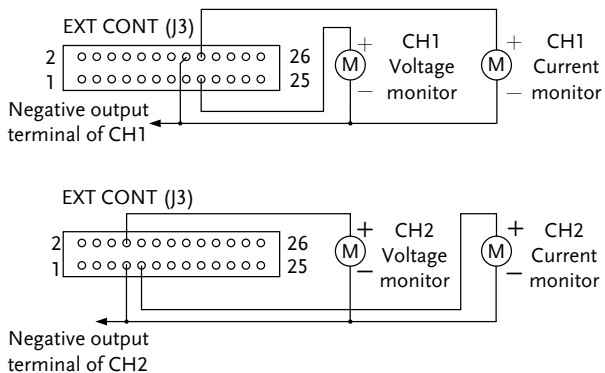 EXT CONT (J3)
2
26
1
25
+
M
−
CH1
Voltage
monitor
+
M
−
CH1
Current
monitor
Negative output
terminal of CH1
EXT CONT (J3)
2
26
1
25
+
M
−
CH2
Voltage
monitor
+
M
−
CH2
Current
monitor
Negative output
terminal of CH2